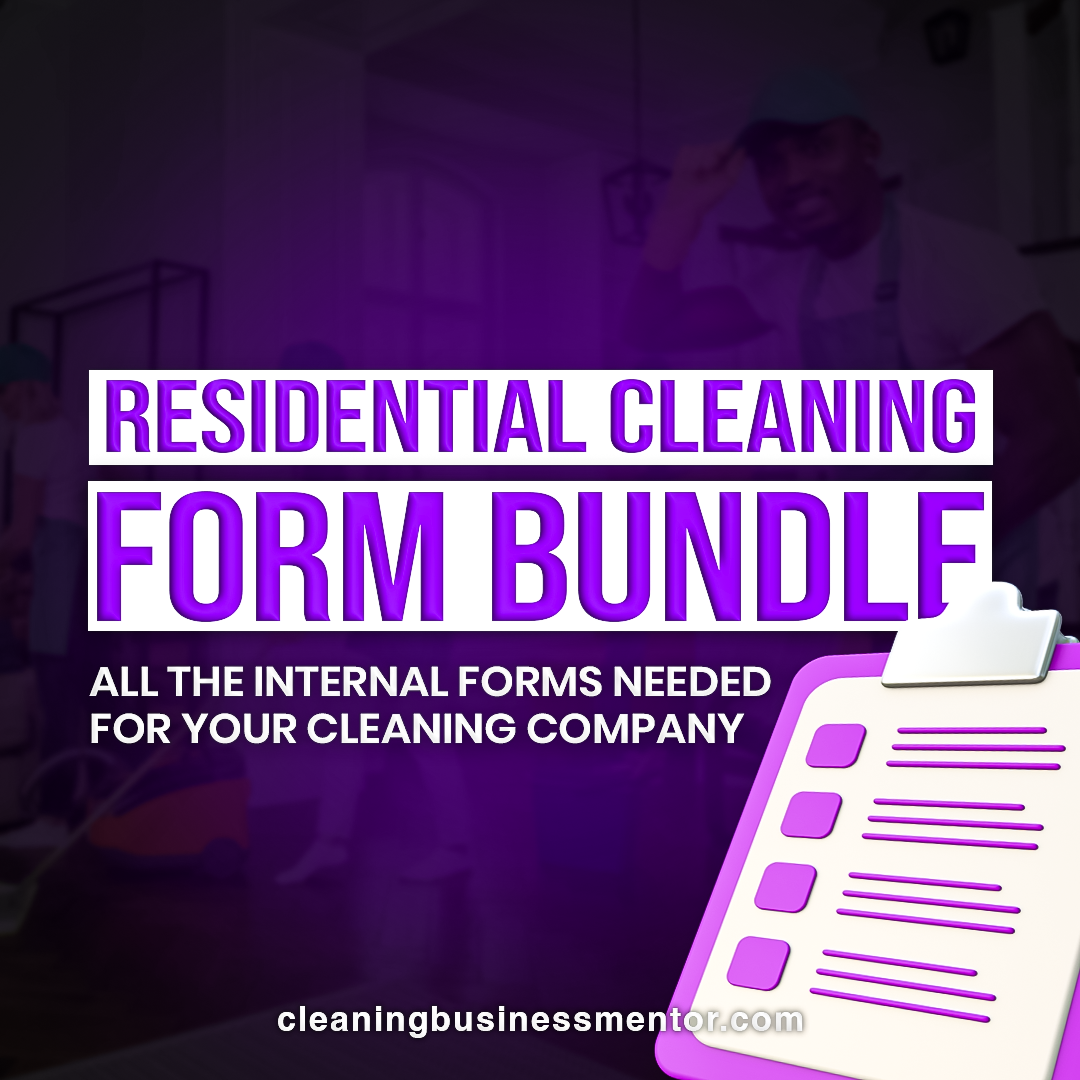 RESIDENTIAL CLEANING
FORM BUNDLE
ALL THE INTERNAL FORMS NEEDED
FOR YOUR CLEANING COMPANY
cleaningbusinessmentor.com